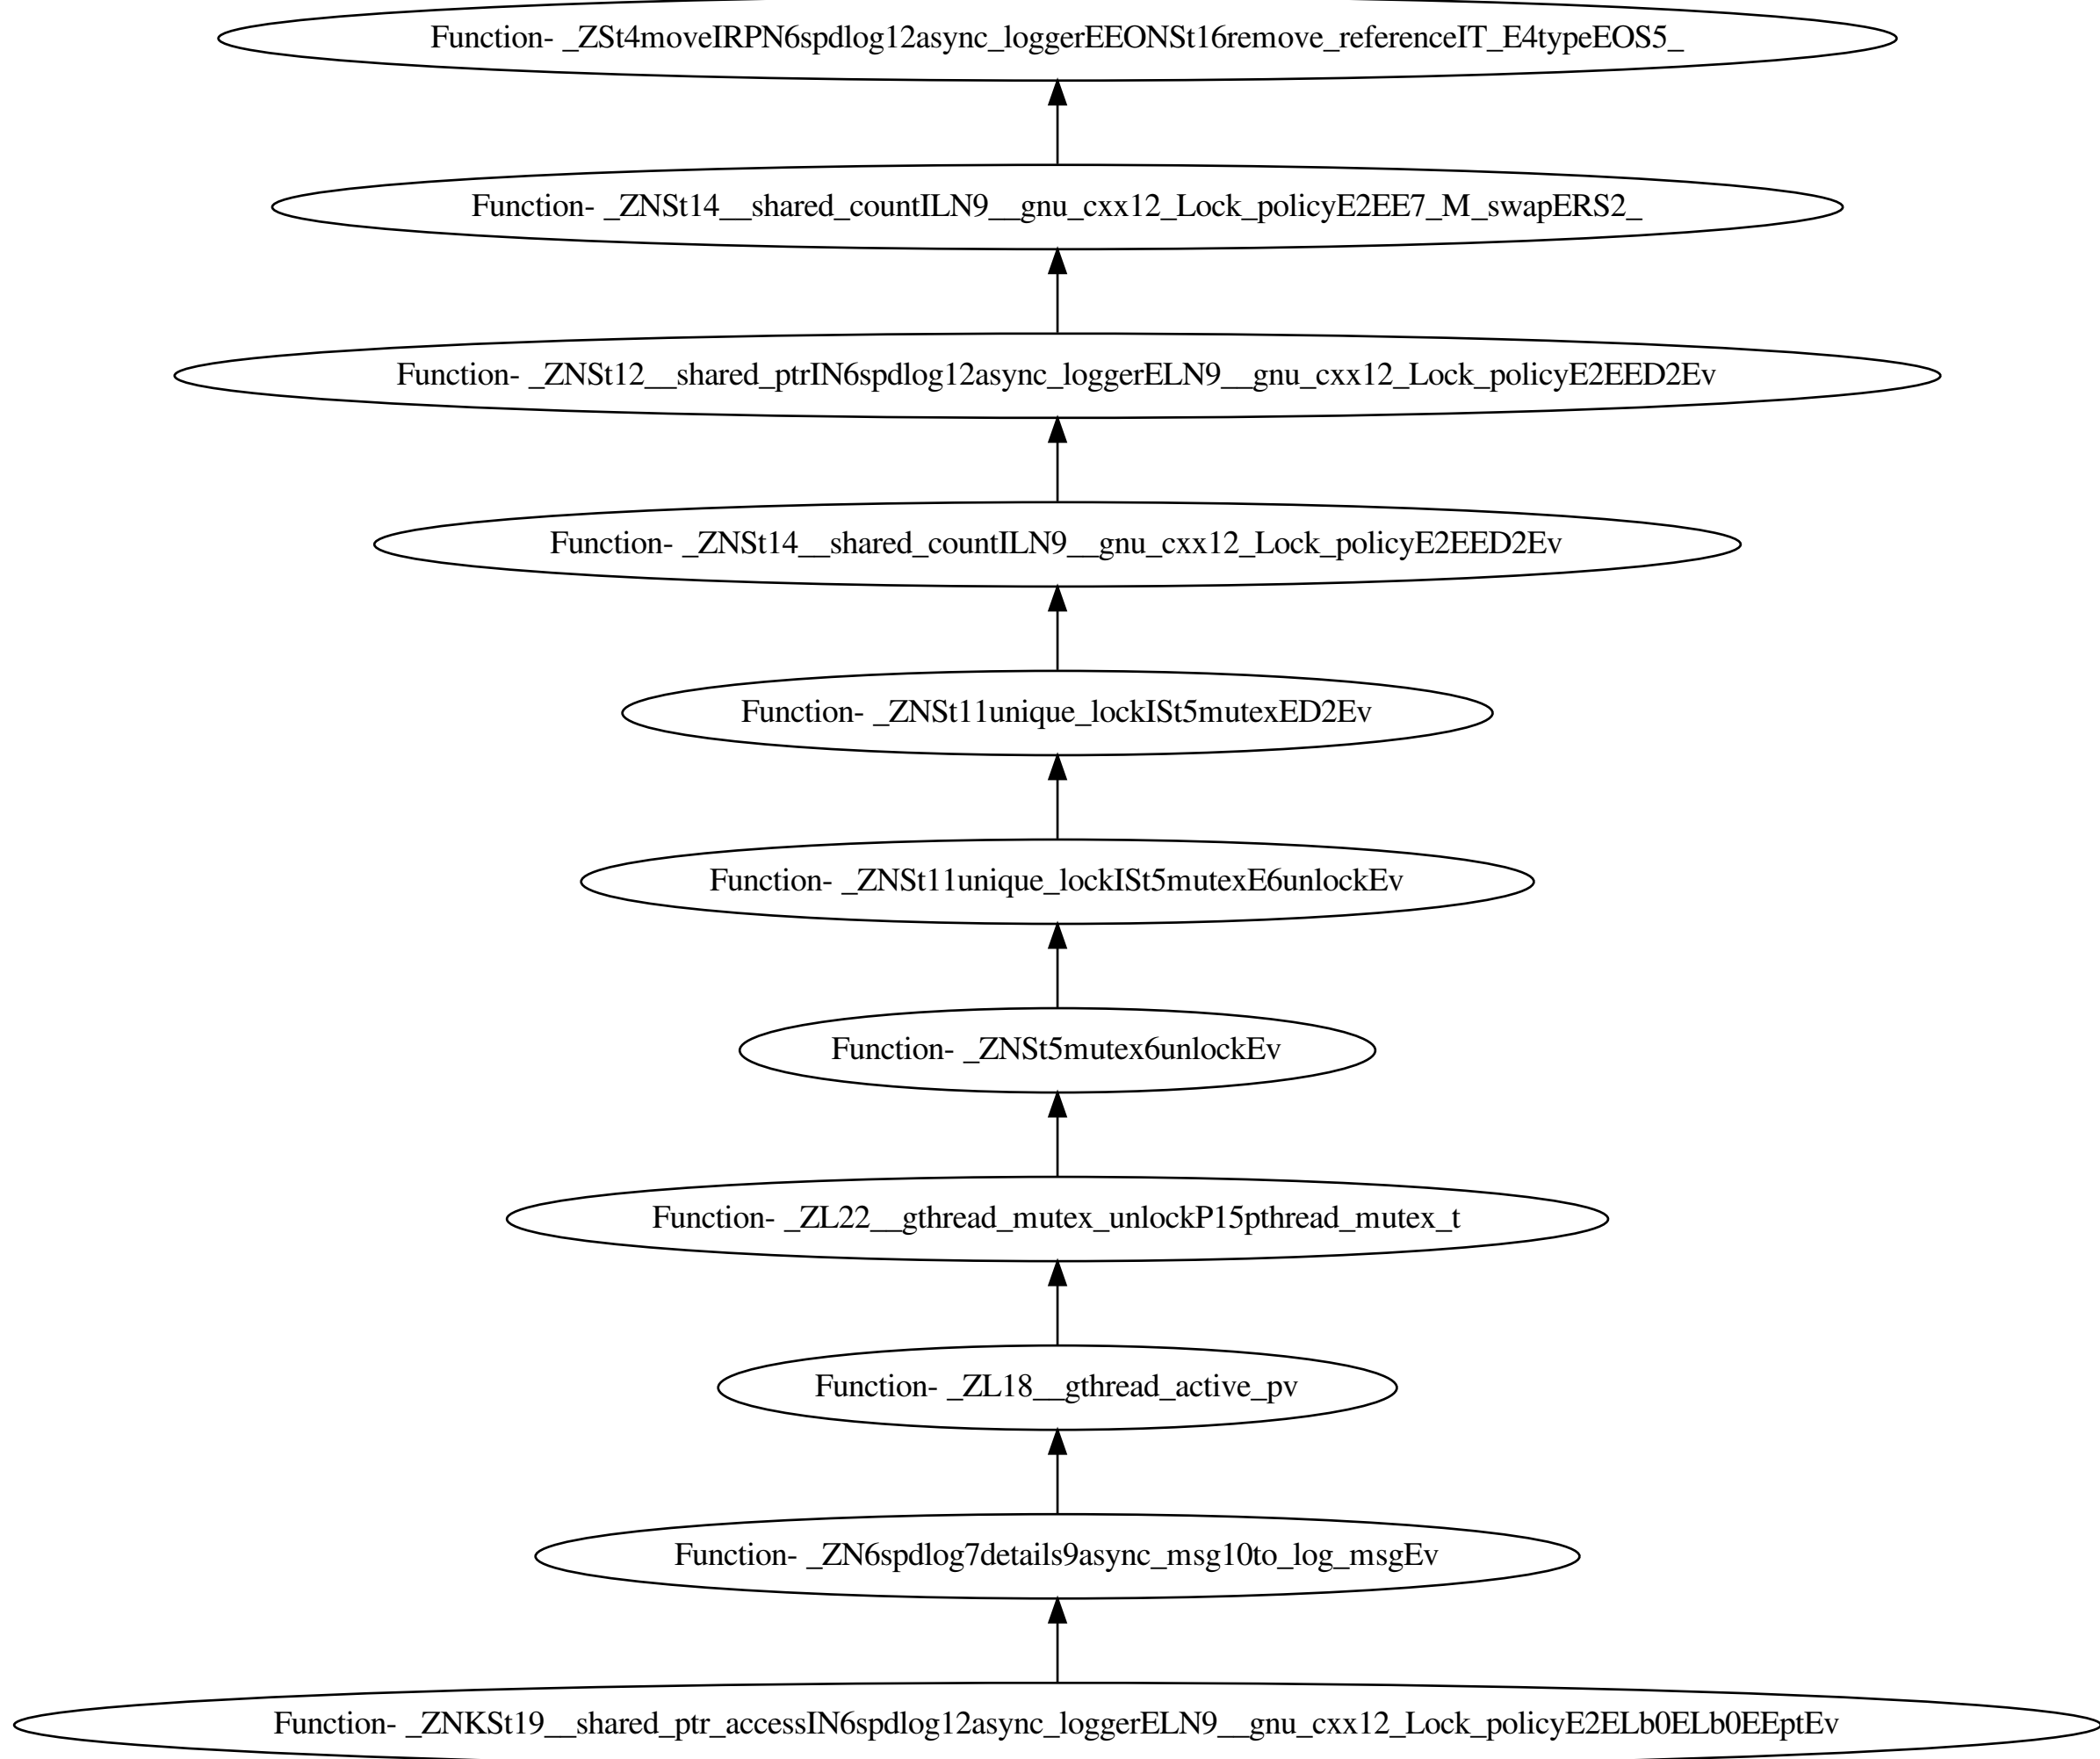 Function- _ZSt4moveIRPN6spdlog12async_loggerEEONSt16remove_referenceIT_E4typeEOS5_
Function- _ZNSt14__shared_countILN9__gnu_cxx12_Lock_policyE2EE7_M_swapERS2_
Function- _ZNSt12__shared_ptrIN6spdlog12async_loggerELN9__gnu_cxx12_Lock_policyE2EED2Ev
Function- _ZNSt14__shared_countILN9__gnu_cxx12_Lock_policyE2EED2Ev
Function- _ZNSt11unique_lockISt5mutexED2Ev
Function- _ZNSt11unique_lockISt5mutexE6unlockEv
Function- _ZNSt5mutex6unlockEv
Function- _ZL22__gthread_mutex_unlockP15pthread_mutex_t
Function- _ZL18__gthread_active_pv
Function- _ZN6spdlog7details9async_msg10to_log_msgEv
Function- _ZNKSt19__shared_ptr_accessIN6spdlog12async_loggerELN9__gnu_cxx12_Lock_policyE2ELb0ELb0EEptEv